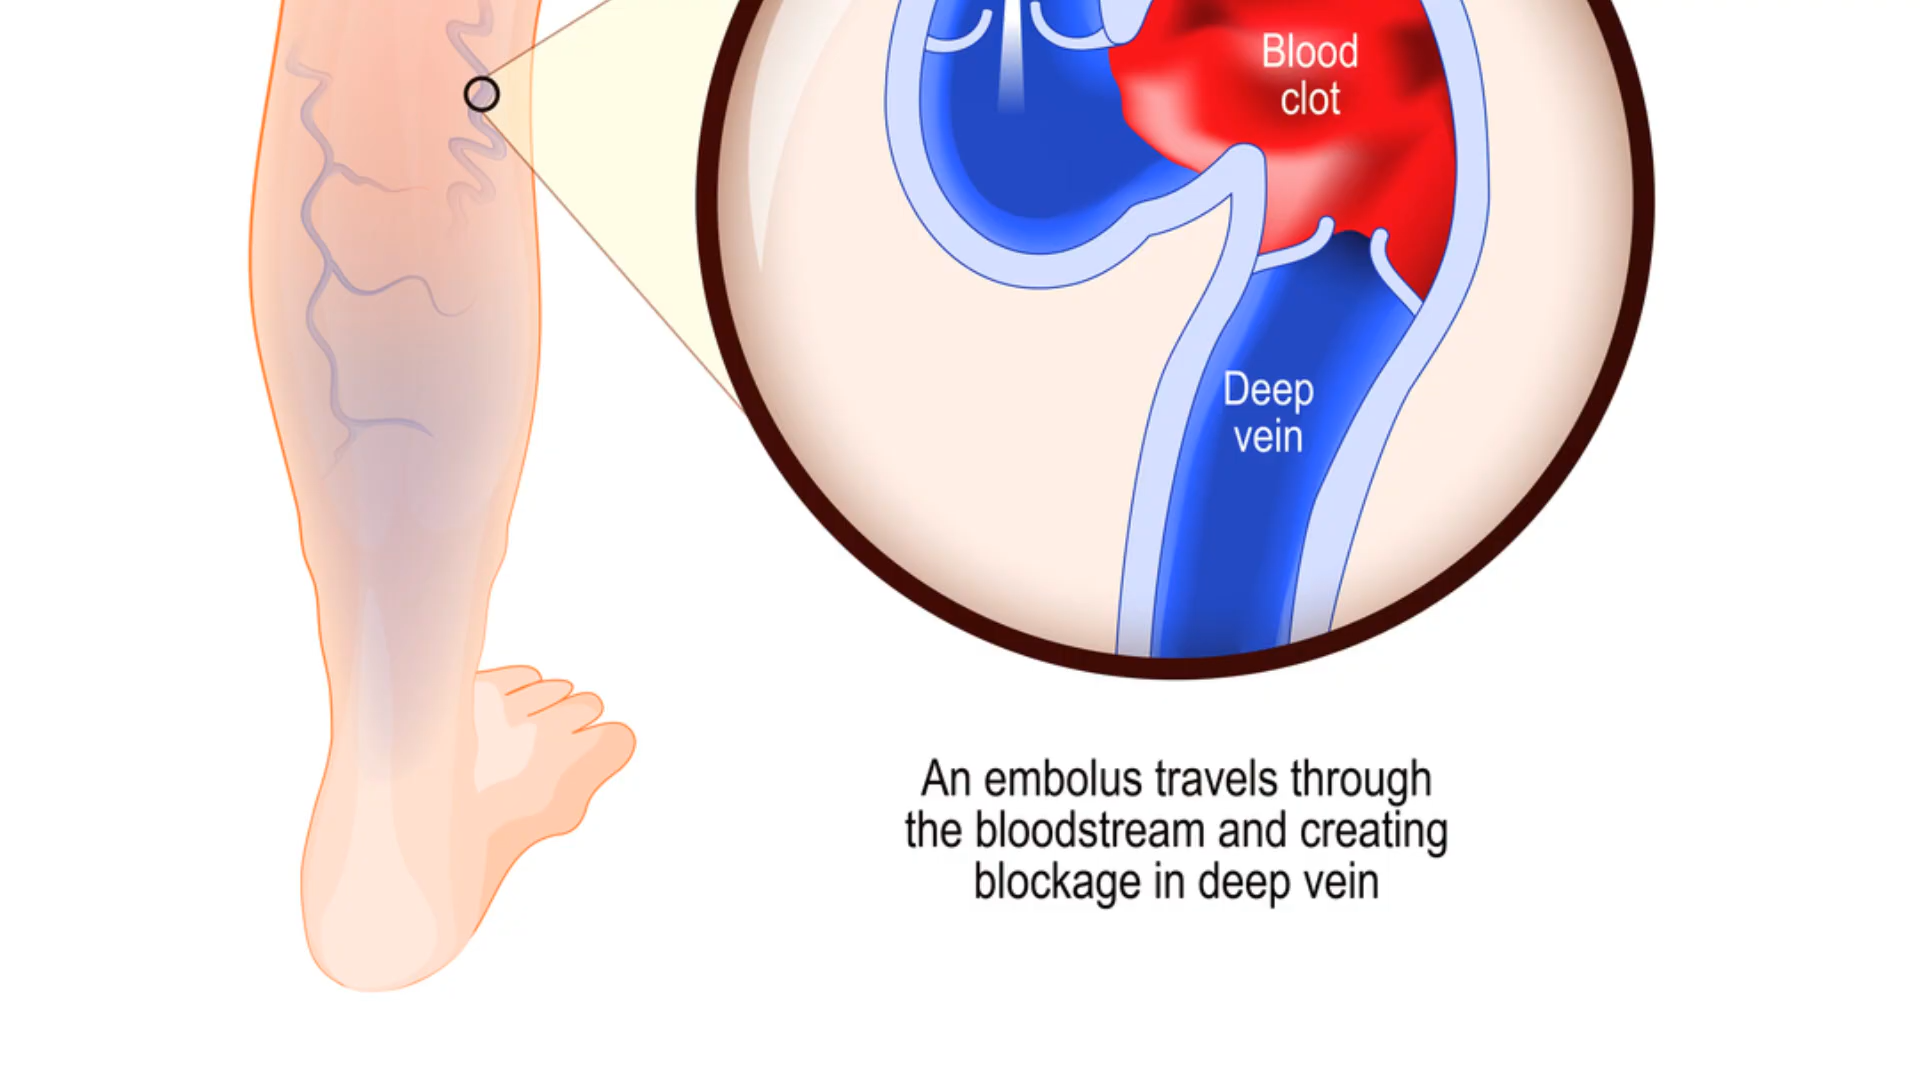 Blood
clot
Deep
vein
An embolus travels through
the bloodstream and creating
blockage in deep vein